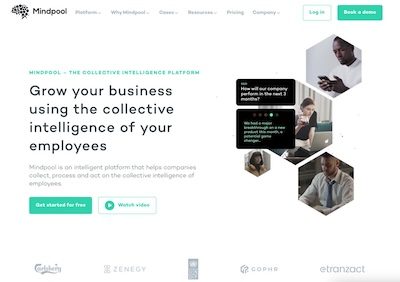 Mindpool
Platform
Why Mindpool
Cases
Resources
Pricing
Company
Log in
Book a demo
MINDPOOL – THE COLLECTIVE INTELLIGENCE PLATFORM
Grow your business
using the collective
intelligence of your
employees
Mindpool is an intelligent platform that helps companies
collect, process and act on the collective intelligence of
employees
Get started for free
Watch video
How will our company
perform in the next 3
months?
We had a major
breakthrough on a new
product this month, a
potential game
changer...
Carlsberg
ZENEGY
GOPHR
etranzact